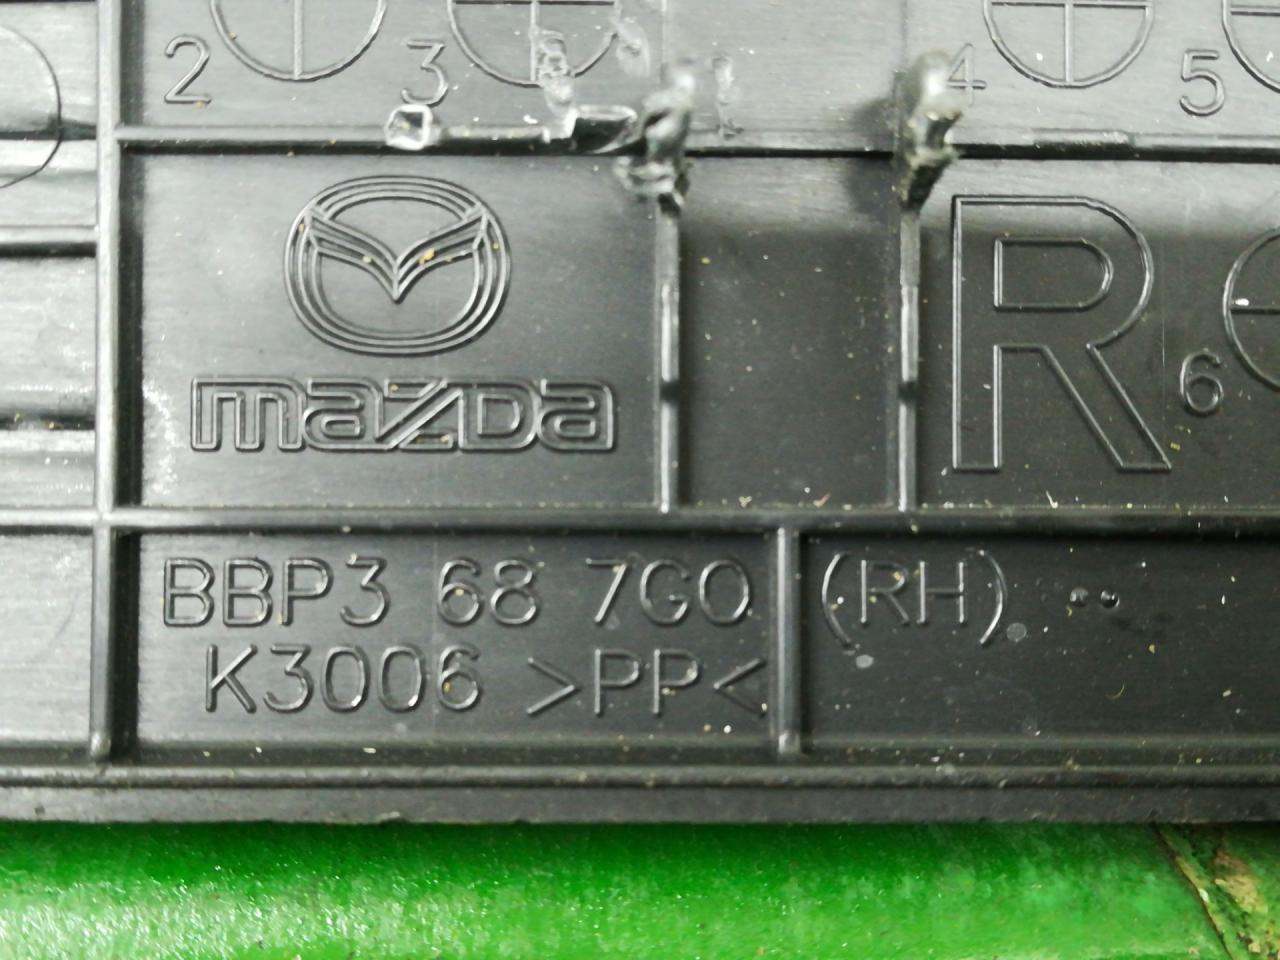 2 3 4 5
mazda
R 6
BBP3 68 7G0 (RH)
K3006 >PP<